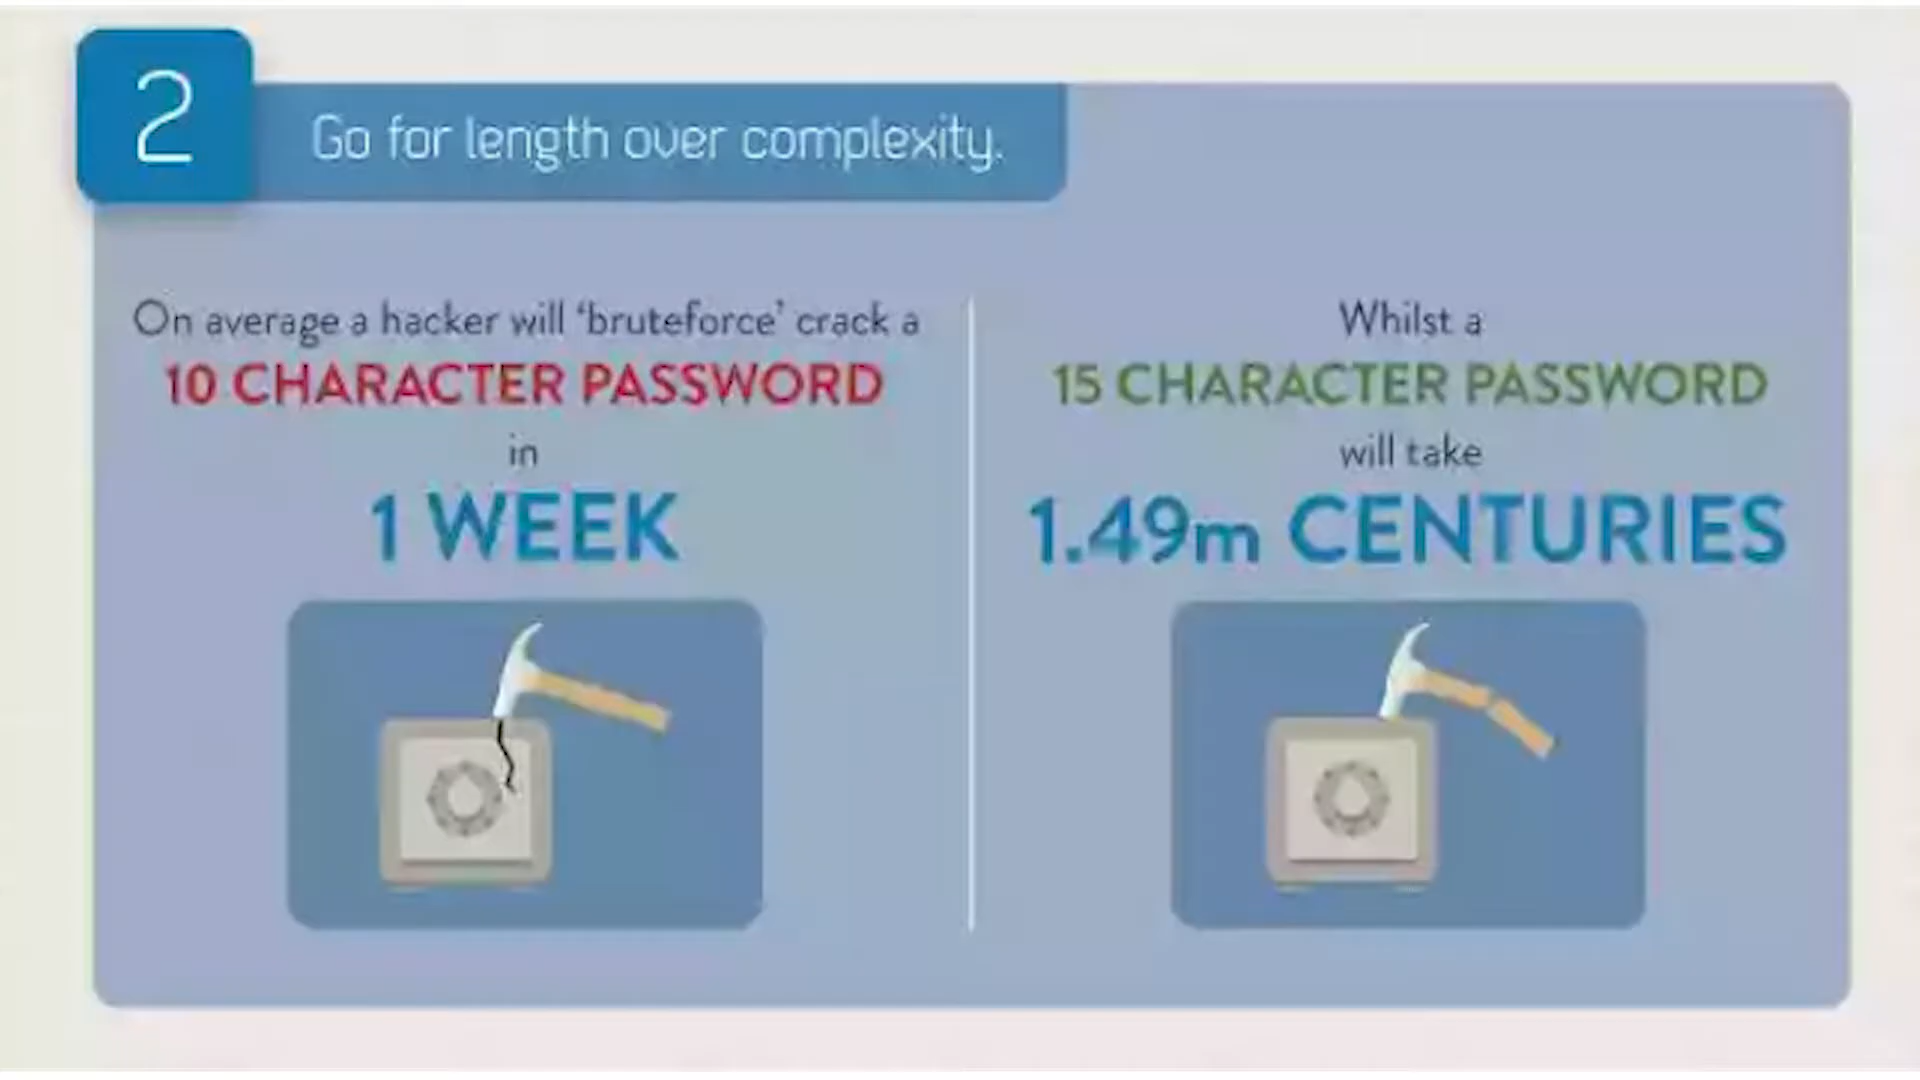 2
Go for length over complexity.
On average a hacker will ‘bruteforce’ crack a
10 CHARACTER PASSWORD
in
1 WEEK
Whilst a
15 CHARACTER PASSWORD
will take
1.49m CENTURIES